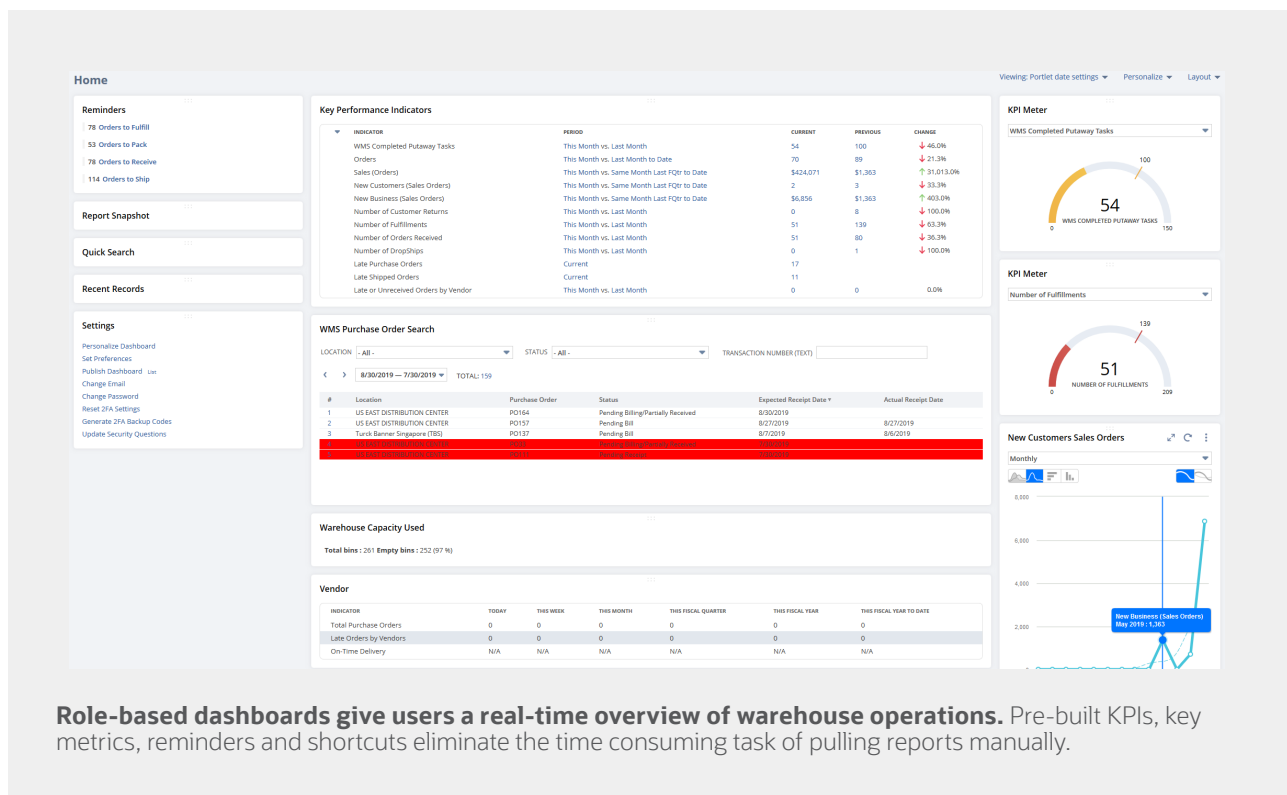 Home
Viewing: Portlet date settings Personalize Layout
Reminders
78 Orders to Fulfill
53 Orders to Pack
78 Orders to Receive
114 Orders to Ship
Report Snapshot
Quick Search
Recent Records
Settings
Personalize Dashboard
Set Preferences
Publish Dashboard List
Change Email
Change Password
Reset 2FA Settings
Generate 2FA Backup Codes
Update Security Questions
Key Performance Indicators
INDICATOR PERIOD CURRENT PREVIOUS CHANGE
WMS Completed Putaway Tasks This Month vs. Last Month 54 100 ↓ 46.0%
Orders This Month vs. Last Month to Date 70 89 ↓ 21.3%
Sales (Orders) This Month vs. Same Month Last FQtr to Date $424,071 $1,363 ↑ 31,013.0%
New Customers (Sales Orders) This Month vs. Same Month Last FQtr to Date 2 3 ↓ 33.3%
New Business (Sales Orders) This Month vs. Same Month Last FQtr to Date $6,856 $1,363 ↑ 403.0%
Number of Customer Returns This Month vs. Last Month 0 8 ↓ 100.0%
Number of Fulfillments This Month vs. Last Month 51 139 ↓ 63.3%
Number of Orders Received This Month vs. Last Month 51 80 ↓ 36.3%
Number of DropShips This Month vs. Last Month 0 1 ↓ 100.0%
Late Purchase Orders Current 17
Late Shipped Orders Current 11
Late or Unreceived Orders by Vendor This Month vs. Last Month 0 0 0.0%
WMS Purchase Order Search
LOCATION - All - STATUS - All - TRANSACTION NUMBER (TEXT)
8/30/2019 — 7/30/2019 TOTAL: 159
# Location Purchase Order Status Expected Receipt Date Actual Receipt Date
1 US EAST DISTRIBUTION CENTER PO164 Pending Billing/Partially Received 8/30/2019
2 US EAST DISTRIBUTION CENTER PO157 Pending Bill 8/27/2019 8/27/2019
3 Turck Banner Singapore (TBS) PO137 Pending Bill 8/7/2019 8/6/2019
US EAST DISTRIBUTION CENTER Pending Billing/Partially Received
US EAST DISTRIBUTION CENTER
Warehouse Capacity Used
Total bins : 261 Empty bins : 252 (97 %)
Vendor
INDICATOR TODAY THIS WEEK THIS MONTH THIS FISCAL QUARTER THIS FISCAL YEAR THIS FISCAL YEAR TO DATE
Total Purchase Orders 0 0 0 0 0 0
Late Orders by Vendors 0 0 0 0 0 0
On-Time Delivery N/A N/A N/A N/A N/A N/A
KPI Meter
WMS Completed Putaway Tasks
100
54
WMS COMPLETED PUTAWAY TASKS
0 150
KPI Meter
Number of Fulfillments
139
51
NUMBER OF FULFILLMENTS
0 209
New Customers Sales Orders
Monthly
8,000
6,000
4,000
2,000
New Business (Sales Orders)
May 2019 : 1,363
Role-based dashboards give users a real-time overview of warehouse operations. Pre-built KPIs, key
metrics, reminders and shortcuts eliminate the time consuming task of pulling reports manually.